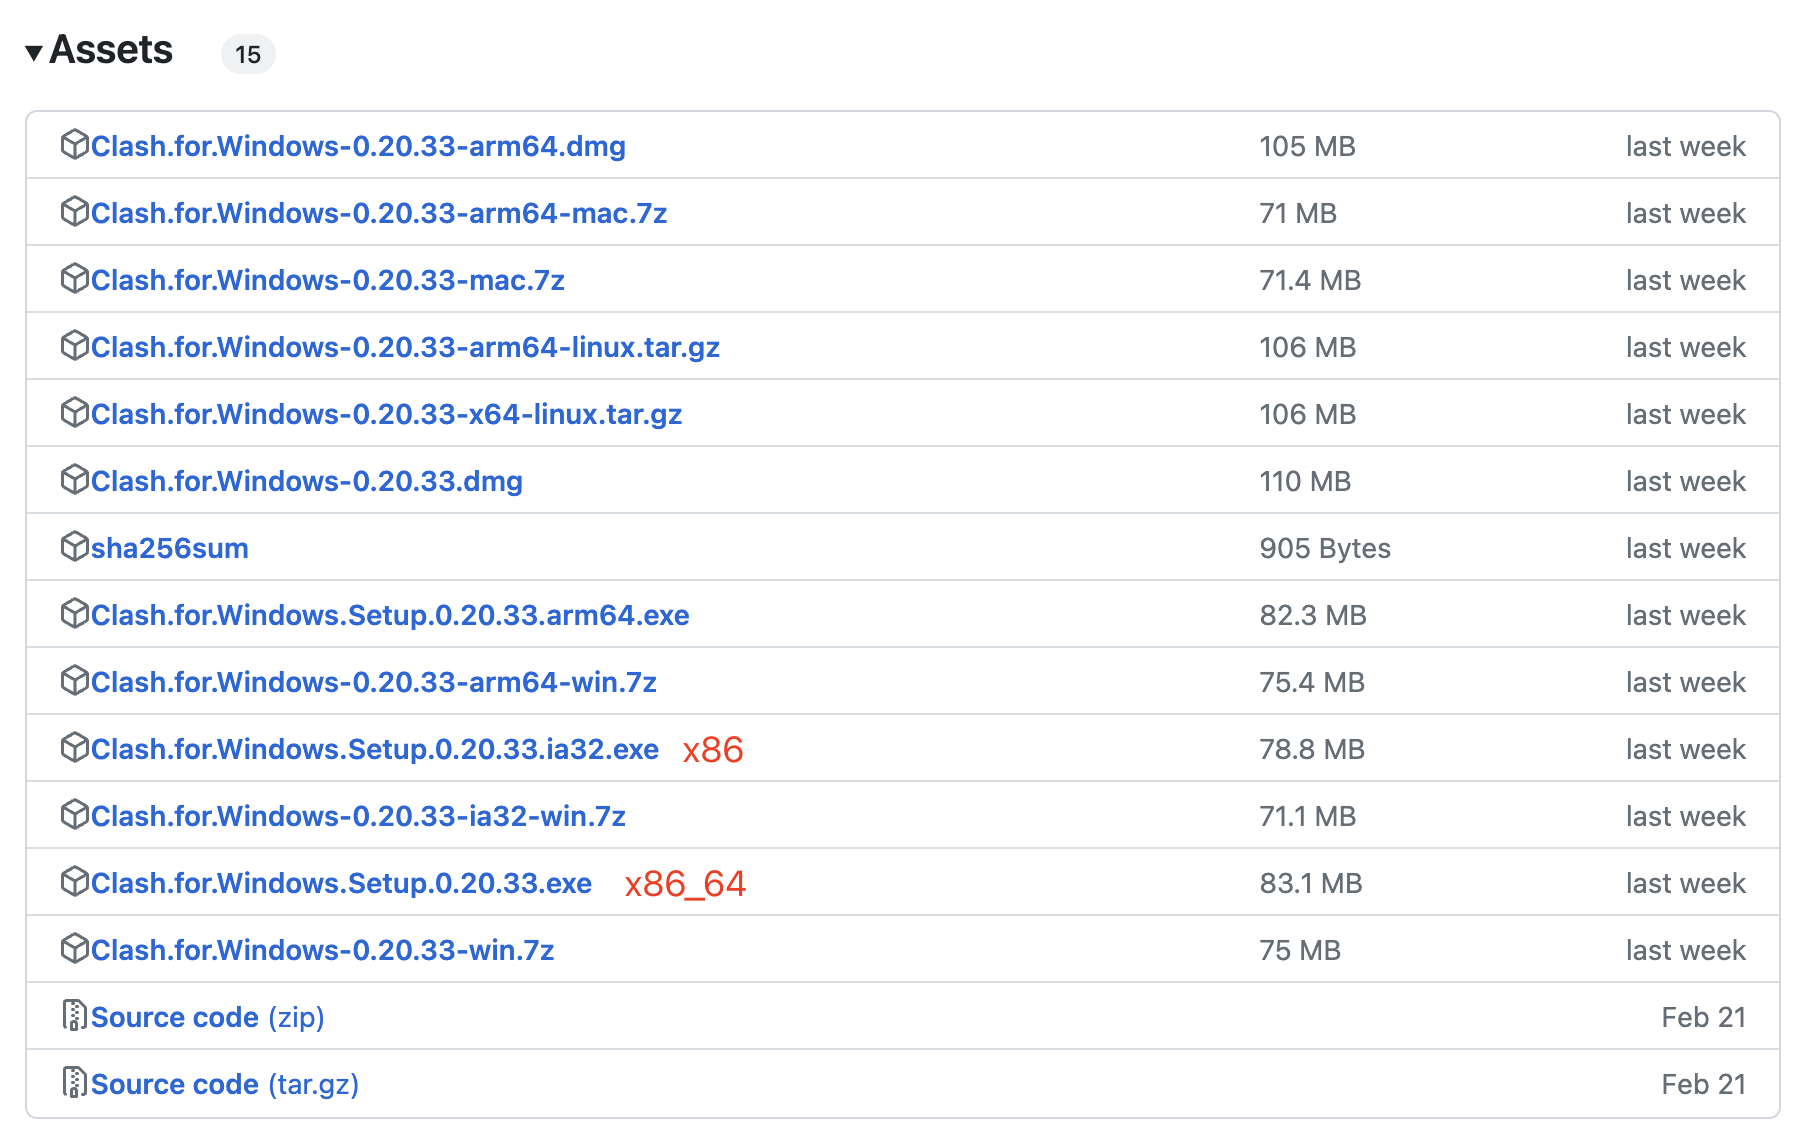 Assets 15
Clash.for.Windows-0.20.33-arm64.dmg 105 MB last week
Clash.for.Windows-0.20.33-arm64-mac.7z 71 MB last week
Clash.for.Windows-0.20.33-mac.7z 71.4 MB last week
Clash.for.Windows-0.20.33-arm64-linux.tar.gz 106 MB last week
Clash.for.Windows-0.20.33-x64-linux.tar.gz 106 MB last week
Clash.for.Windows-0.20.33.dmg 110 MB last week
sha256sum 905 Bytes last week
Clash.for.Windows.Setup.0.20.33.arm64.exe 82.3 MB last week
Clash.for.Windows-0.20.33-arm64-win.7z 75.4 MB last week
Clash.for.Windows.Setup.0.20.33.ia32.exe x86 78.8 MB last week
Clash.for.Windows-0.20.33-ia32-win.7z 71.1 MB last week
Clash.for.Windows.Setup.0.20.33.exe x86_64 83.1 MB last week
Clash.for.Windows-0.20.33-win.7z 75 MB last week
Source code (zip) Feb 21
Source code (tar.gz) Feb 21